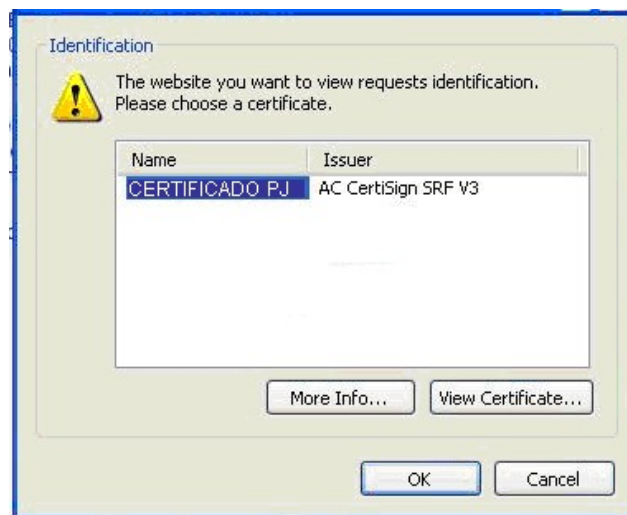 Identification
The website you want to view requests identification.
Please choose a certificate.
Name Issuer
CERTIFICADO PJ AC CertiSign SRF V3
More Info... View Certificate...
OK Cancel